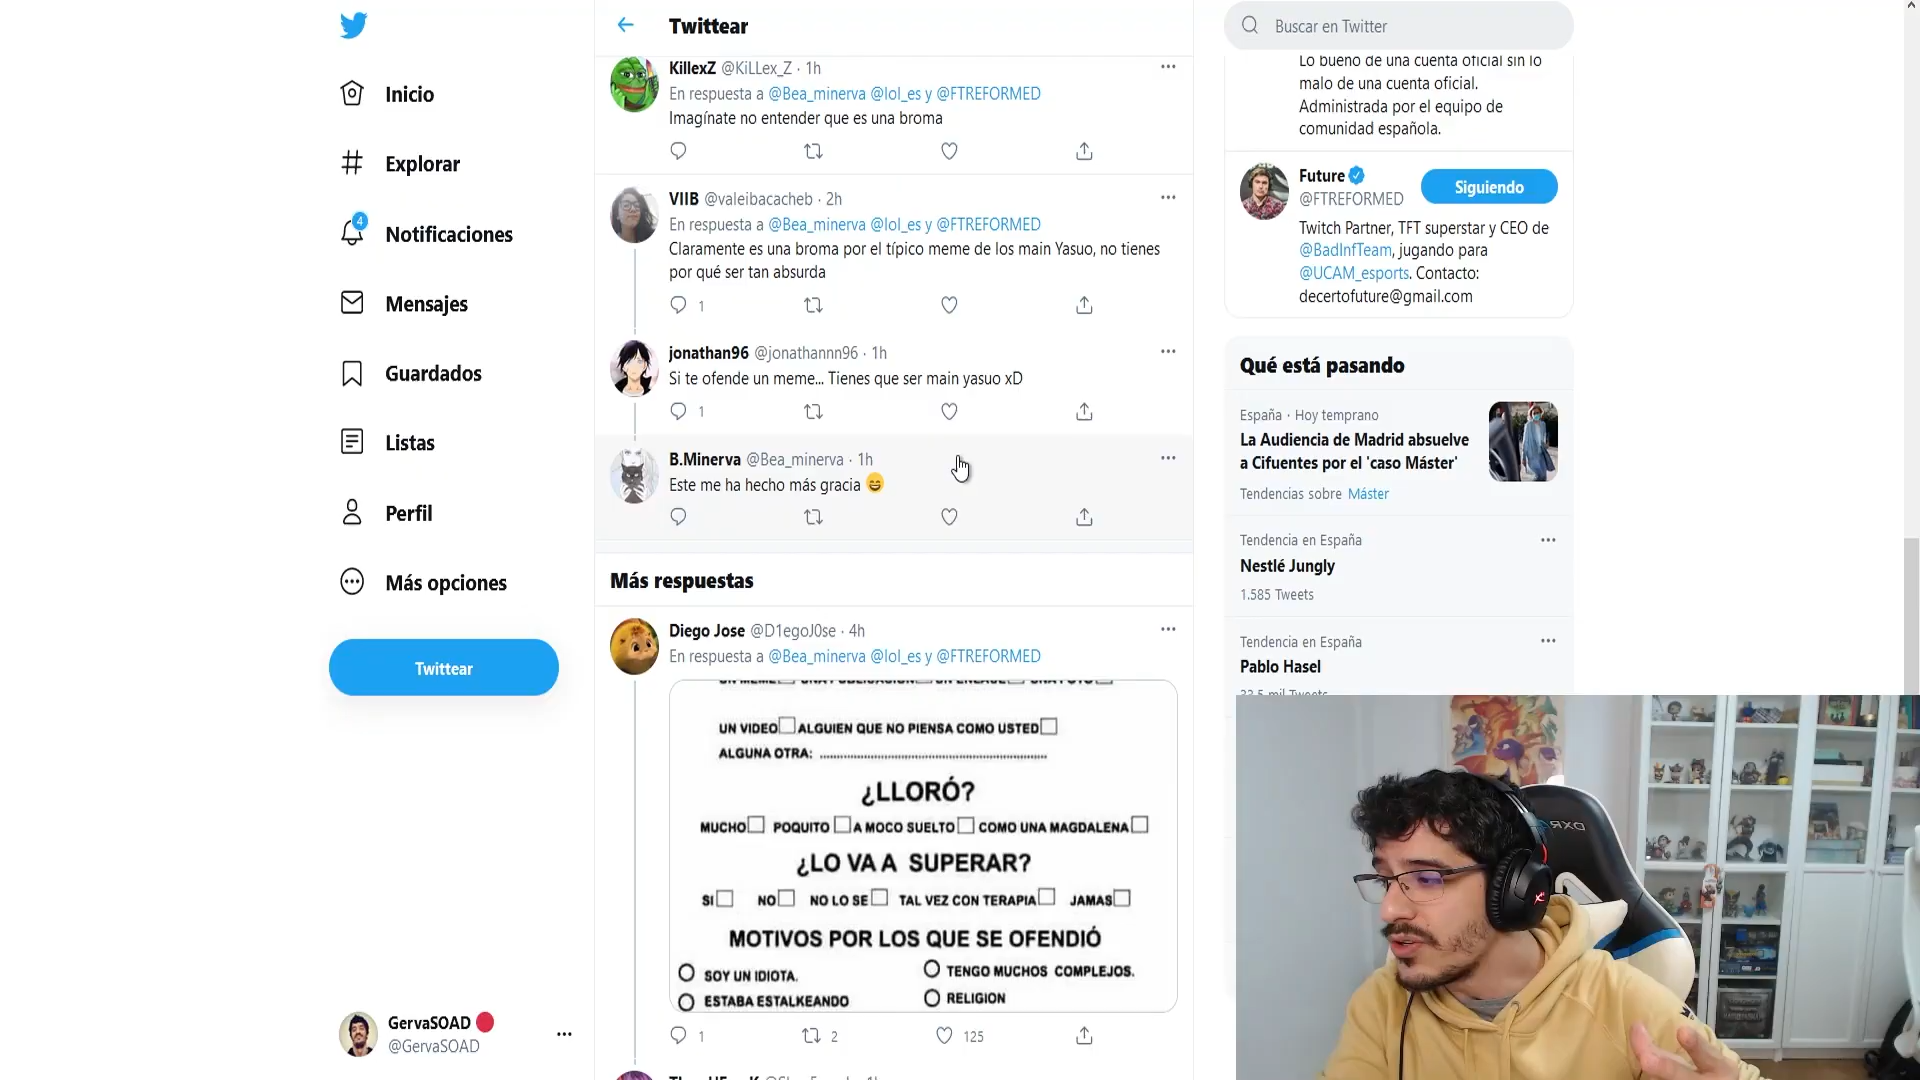 Twittear
Buscar en Twitter
Inicio
Explorar
4
Notificaciones
Mensajes
Guardados
Listas
Perfil
Más opciones
Twittear
GervaSOAD
@GervaSOAD
KillexZ @KiLLex_Z · 1h
En respuesta a @Bea_minerva @lol_es y @FTREFORMED
Imagínate no entender que es una broma
VIIB @valeibacacheb · 2h
En respuesta a @Bea_minerva @lol_es y @FTREFORMED
Claramente es una broma por el típico meme de los main Yasuo, no tienes
por qué ser tan absurda
1
jonathan96 @jonathannn96 · 1h
Si te ofende un meme... Tienes que ser main yasuo xD
1
B.Minerva @Bea_minerva · 1h
Este me ha hecho más gracia 😄
Más respuestas
Diego Jose @D1egoJ0se · 4h
En respuesta a @Bea_minerva @lol_es y @FTREFORMED
UN MEME UNA PUBLICACION UN ENLACE UNA FOTO
UN VIDEO ALGUIEN QUE NO PIENSA COMO USTED
ALGUNA OTRA: ..........................................................
¿LLORÓ?
MUCHO POQUITO A MOCO SUELTO COMO UNA MAGDALENA
¿LO VA A SUPERAR?
SI NO NO LO SE TAL VEZ CON TERAPIA JAMAS
MOTIVOS POR LOS QUE SE OFENDIÓ
SOY UN IDIOTA. TENGO MUCHOS COMPLEJOS.
ESTABA ESTALKEANDO RELIGION
1 2 125
Lo bueno de una cuenta oficial sin lo
malo de una cuenta oficial.
Administrada por el equipo de
comunidad española.
Future
@FTREFORMED
Siguiendo
Twitch Partner, TFT superstar y CEO de
@BadInfTeam, jugando para
@UCAM_esports. Contacto:
decertofuture@gmail.com
Qué está pasando
España · Hoy temprano
La Audiencia de Madrid absuelve
a Cifuentes por el 'caso Máster'
Tendencias sobre Máster
Tendencia en España
Nestlé Jungly
1.585 Tweets
Tendencia en España
Pablo Hasel